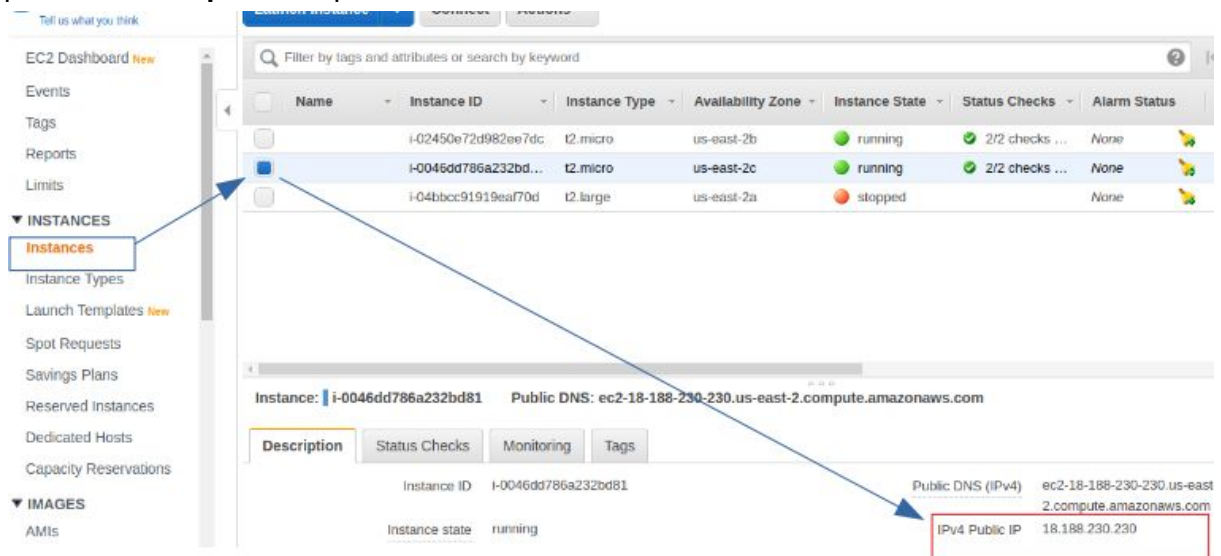 Tell us what you think
EC2 Dashboard New
Events
Tags
Reports
Limits
INSTANCES
Instances
Instance Types
Launch Templates New
Spot Requests
Savings Plans
Reserved Instances
Dedicated Hosts
Capacity Reservations
IMAGES
AMIs
Launch Instance Connect Actions
Filter by tags and attributes or search by keyword
Name Instance ID Instance Type Availability Zone Instance State Status Checks Alarm Status
i-02450e72d982ee7dc t2.micro us-east-2b running 2/2 checks ... None
i-0046dd786a232bd... t2.micro us-east-2c running 2/2 checks ... None
i-04bbcc91919eaf70d t2.large us-east-2a stopped None
Instance: i-0046dd786a232bd81 Public DNS: ec2-18-188-230-230.us-east-2.compute.amazonaws.com
Description Status Checks Monitoring Tags
Instance ID i-0046dd786a232bd81 Public DNS (IPv4) ec2-18-188-230-230.us-east
2.compute.amazonaws.com
Instance state running IPv4 Public IP 18.188.230.230